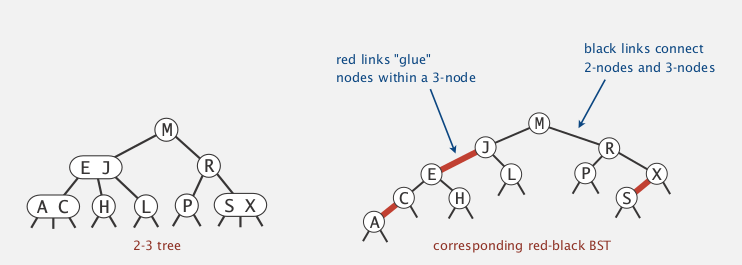 red links "glue"
nodes within a 3-node
black links connect
2-nodes and 3-nodes
M
E J
R
A C
H
L
P
S X
2-3 tree
M
J
R
E
L
P
X
C
H
S
A
corresponding red-black BST